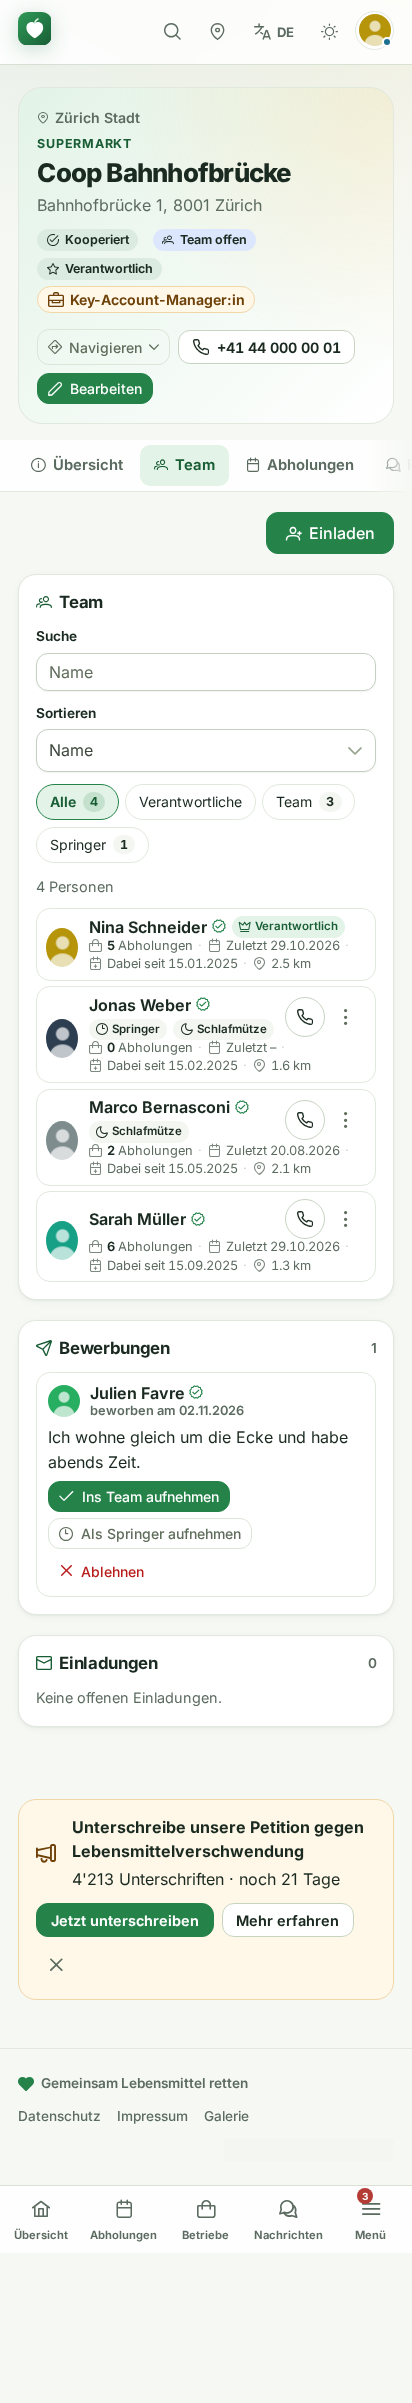 DE
Zürich Stadt
SUPERMARKT
Coop Bahnhofbrücke
Bahnhofbrücke 1, 8001 Zürich
Kooperiert
Team offen
Verantwortlich
Key-Account-Manager:in
Navigieren
+41 44 000 00 01
Bearbeiten
Übersicht
Team
Abholungen
Einladen
Team
Suche
Name
Sortieren
Name
Alle 4
Verantwortliche
Team 3
Springer 1
4 Personen
Nina Schneider Verantwortlich
5 Abholungen · Zuletzt 29.10.2026 ·
Dabei seit 15.01.2025 · 2.5 km
Jonas Weber
Springer Schlafmütze
0 Abholungen · Zuletzt – ·
Dabei seit 15.02.2025 · 1.6 km
Marco Bernasconi
Schlafmütze
2 Abholungen · Zuletzt 20.08.2026 ·
Dabei seit 15.05.2025 · 2.1 km
Sarah Müller
6 Abholungen · Zuletzt 29.10.2026 ·
Dabei seit 15.09.2025 · 1.3 km
Bewerbungen 1
Julien Favre
beworben am 02.11.2026
Ich wohne gleich um die Ecke und habe
abends Zeit.
Ins Team aufnehmen
Als Springer aufnehmen
Ablehnen
Einladungen 0
Keine offenen Einladungen.
Unterschreibe unsere Petition gegen
Lebensmittelverschwendung
4'213 Unterschriften · noch 21 Tage
Jetzt unterschreiben
Mehr erfahren
Gemeinsam Lebensmittel retten
Datenschutz Impressum Galerie
3
Übersicht Abholungen Betriebe Nachrichten Menü